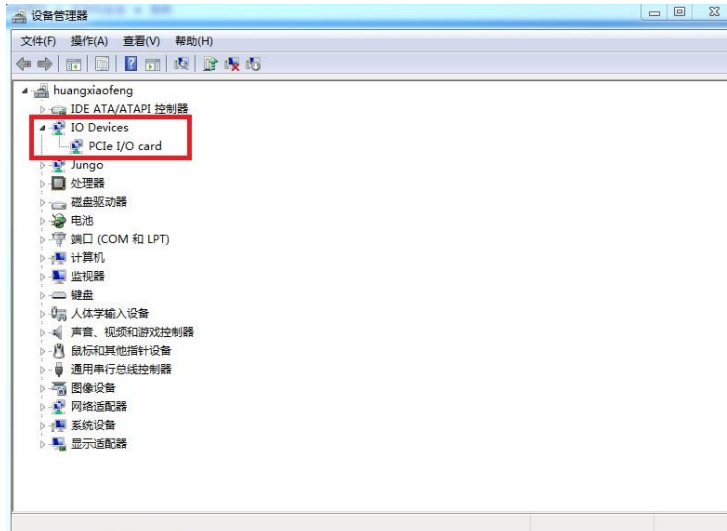 设备管理器
文件(F) 操作(A) 查看(V) 帮助(H)
huangxiaofeng
IDE ATA/ATAPI 控制器
IO Devices
PCIe I/O card
Jungo
处理器
磁盘驱动器
电池
端口 (COM 和 LPT)
计算机
监视器
键盘
人体学输入设备
声音、视频和游戏控制器
鼠标和其他指针设备
通用串行总线控制器
图像设备
网络适配器
系统设备
显示适配器